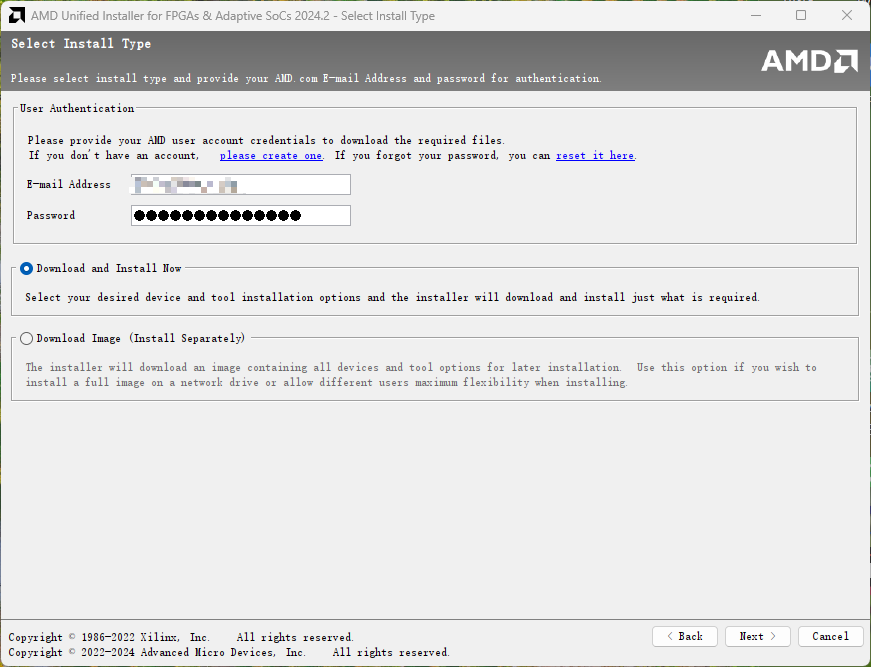 AMD Unified Installer for FPGAs & Adaptive SoCs 2024.2 - Select Install Type
Select Install Type
Please select install type and provide your AMD.com E-mail Address and password for authentication.
AMD
User Authentication
Please provide your AMD user account credentials to download the required files.
If you don't have an account, please create one. If you forgot your password, you can reset it here.
E-mail Address
Password ●●●●●●●●●●●●●●
Download and Install Now
Select your desired device and tool installation options and the installer will download and install just what is required.
Download Image (Install Separately)
The installer will download an image containing all devices and tool options for later installation. Use this option if you wish to
install a full image on a network drive or allow different users maximum flexibility when installing.
Copyright © 1986-2022 Xilinx, Inc. All rights reserved.
Copyright © 2022-2024 Advanced Micro Devices, Inc. All rights reserved.
< Back Next > Cancel